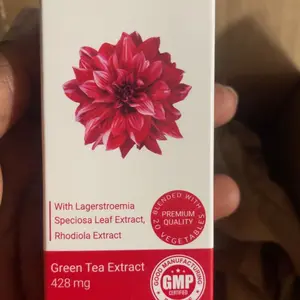 With Lagerstroemia
Speciosa Leaf Extract,
Rhodiola Extract
BLENDED WITH
PREMIUM
QUALITY
20 VEGETABLES
Green Tea Extract
428 mg
GOOD MANUFACTURING
GMP
CERTIFIED